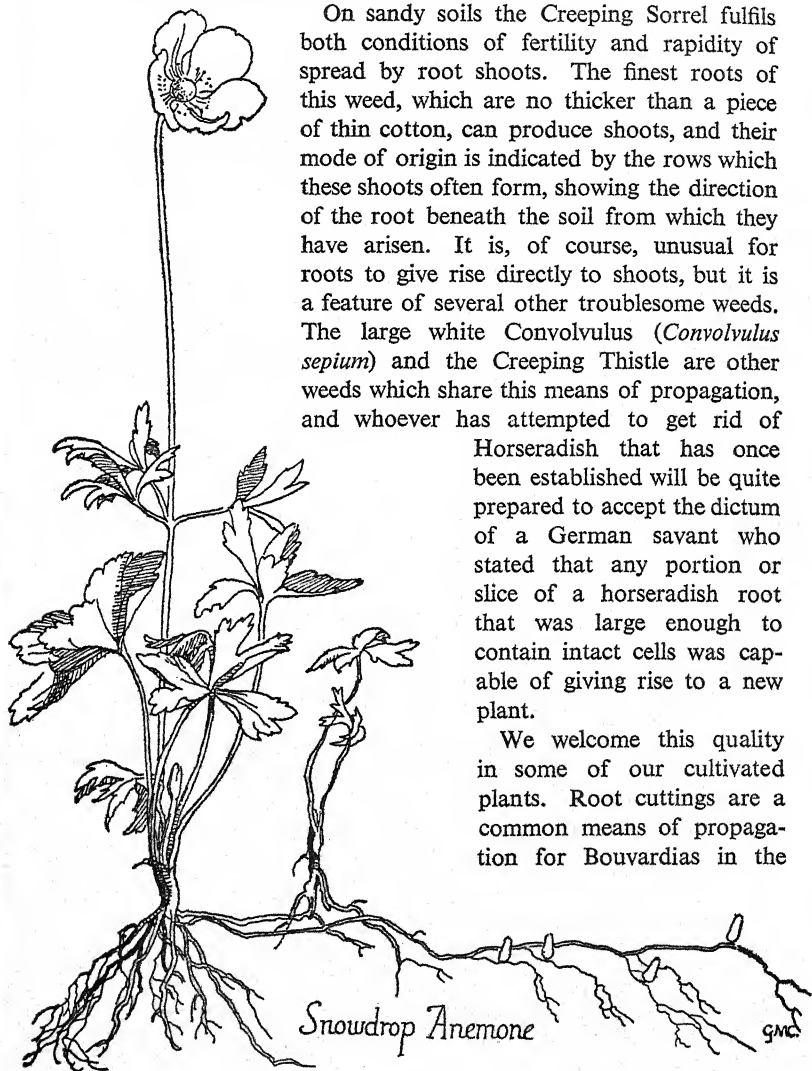 On sandy soils the Creeping Sorrel fulfils
both conditions of fertility and rapidity of
spread by root shoots. The finest roots of
this weed, which are no thicker than a piece
of thin cotton, can produce shoots, and their
mode of origin is indicated by the rows which
these shoots often form, showing the direction
of the root beneath the soil from which they
have arisen. It is, of course, unusual for
roots to give rise directly to shoots, but it is
a feature of several other troublesome weeds.
The large white Convolvulus (Convolvulus
sepium) and the Creeping Thistle are other
weeds which share this means of propagation,
and whoever has attempted to get rid of
Horseradish that has once
been established will be quite
prepared to accept the dictum
of a German savant who
stated that any portion or
slice of a horseradish root
that was large enough to
contain intact cells was cap-
able of giving rise to a new
plant.
We welcome this quality
in some of our cultivated
plants. Root cuttings are a
common means of propaga-
tion for Bouvardias in the
Snowdrop Anemone
GMC.